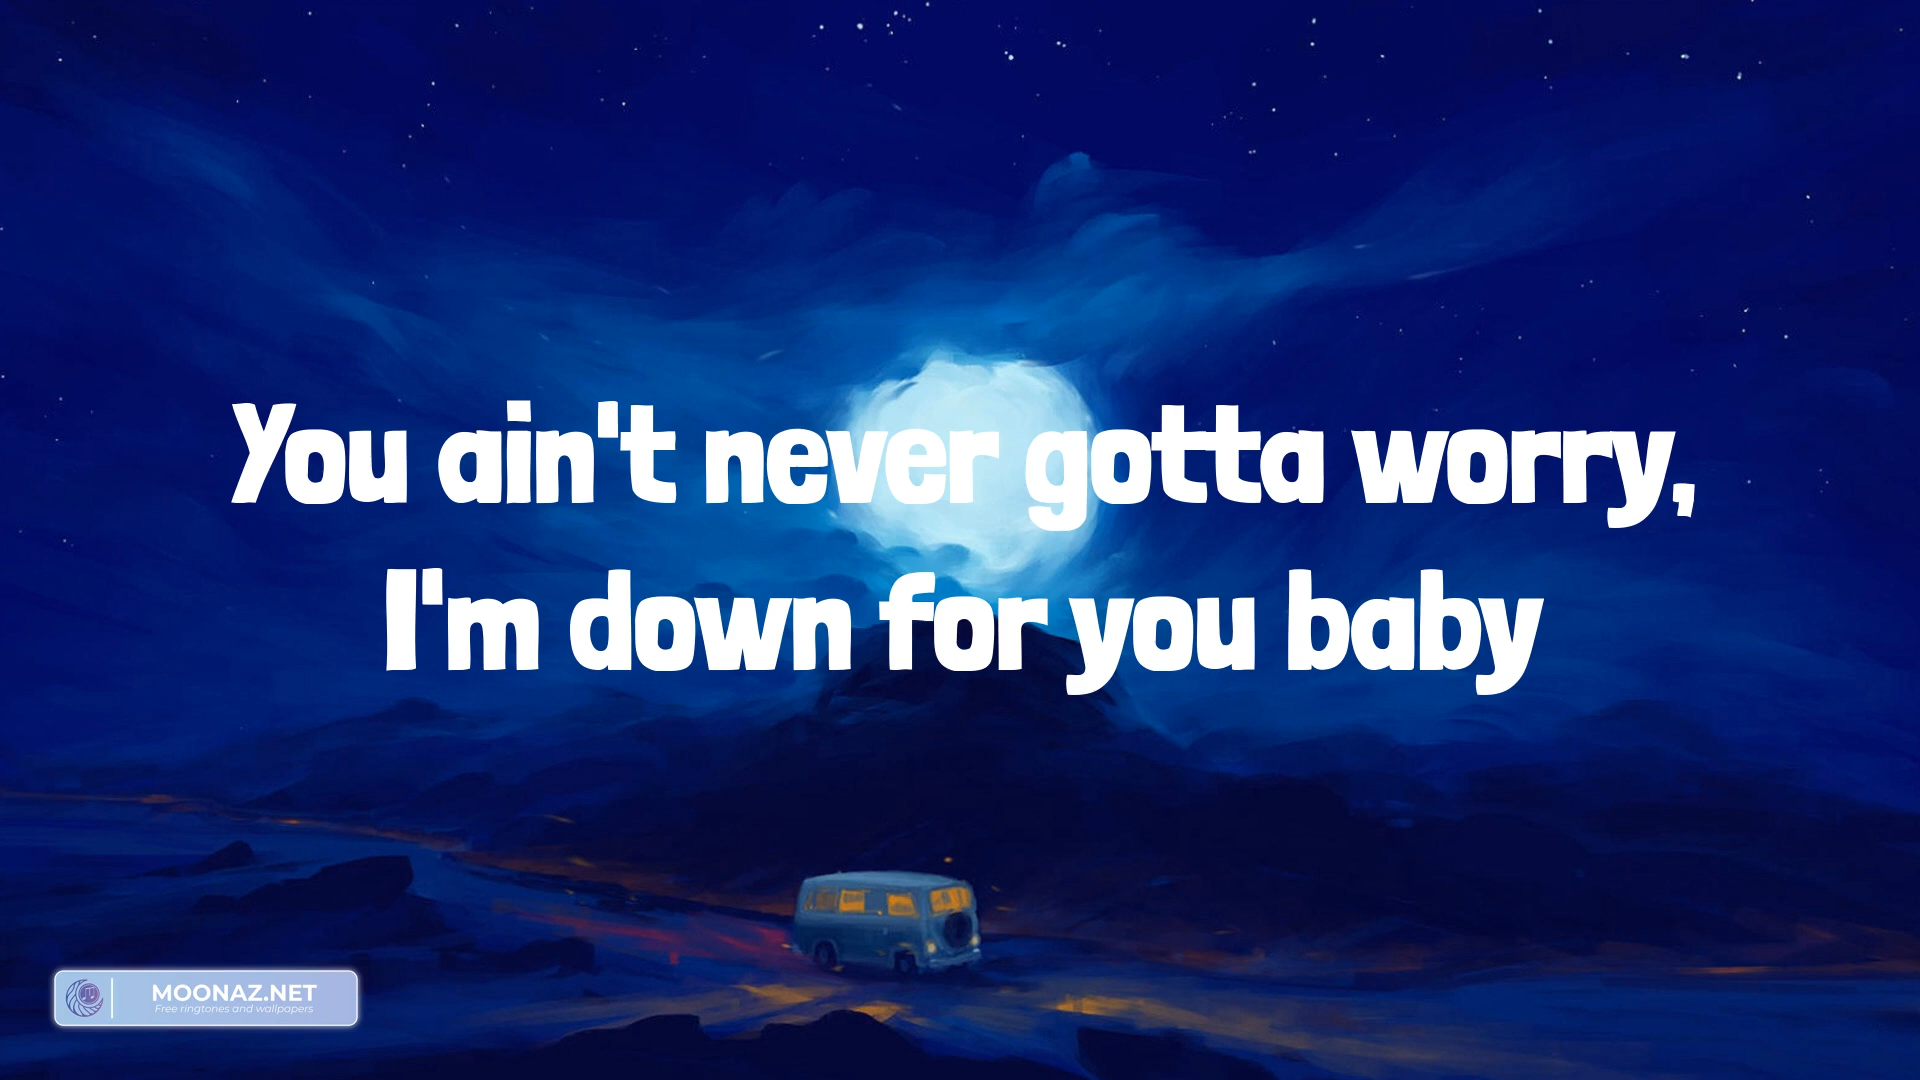 You ain't never gotta worry,
I'm down for you baby
MOONAZ.NET
Free ringtones and wallpapers